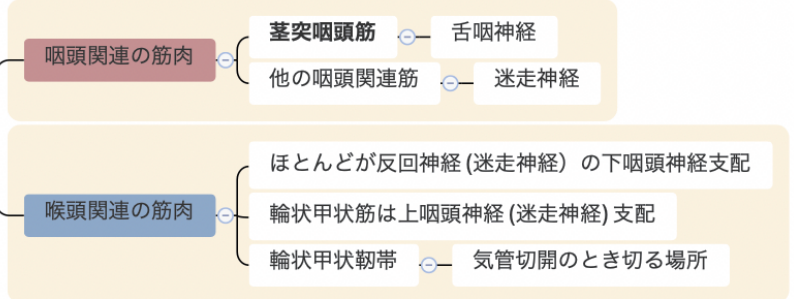 咽頭関連の筋肉
茎突咽頭筋
舌咽神経
他の咽頭関連筋
迷走神経
喉頭関連の筋肉
ほとんどが反回神経(迷走神経）の下咽頭神経支配
輪状甲状筋は上咽頭神経(迷走神経)支配
輪状甲状靭帯
気管切開のとき切る場所